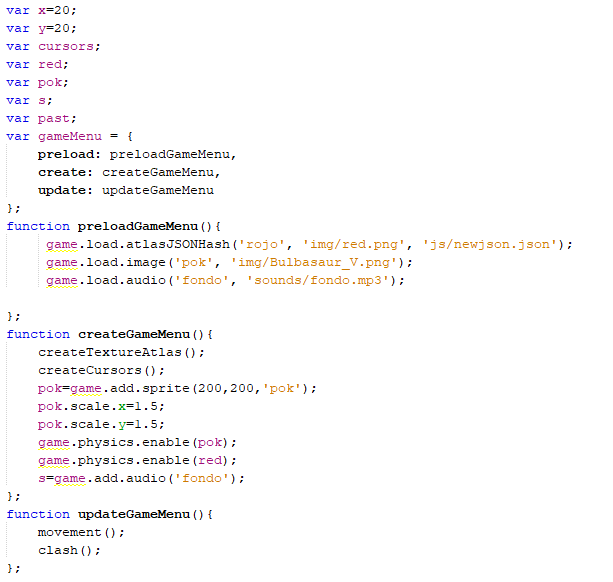 var x=20;
var y=20;
var cursors;
var red;
var pok;
var s;
var past;
var gameMenu = {
    preload: preloadGameMenu,
    create: createGameMenu,
    update: updateGameMenu
};
function preloadGameMenu(){
     game.load.atlasJSONHash('rojo', 'img/red.png', 'js/newjson.json');
     game.load.image('pok', 'img/Bulbasaur_V.png');
     game.load.audio('fondo', 'sounds/fondo.mp3');

};
function createGameMenu(){
    createTextureAtlas();
    createCursors();
    pok=game.add.sprite(200,200,'pok');
    pok.scale.x=1.5;
    pok.scale.y=1.5;
    game.physics.enable(pok);
    game.physics.enable(red);
    s=game.add.audio('fondo');
};
function updateGameMenu(){
    movement();
    clash();
};